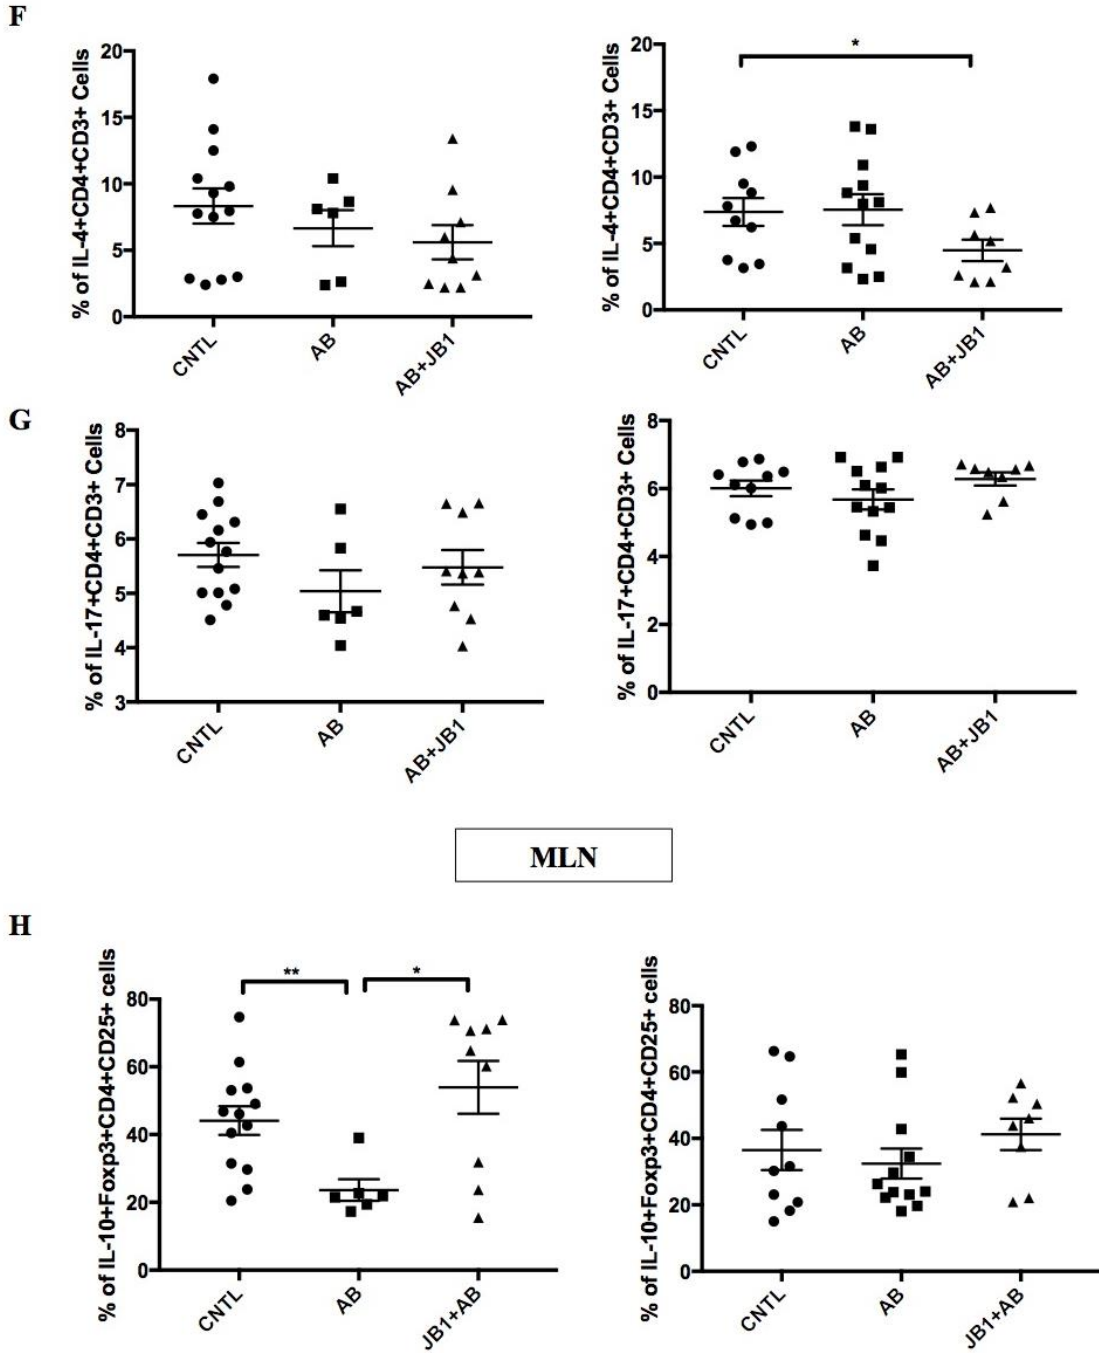 F
% of IL-4+CD4+CD3+ Cells
20
15
10
5
0
CNTL
AB
AB+JB1
% of IL-4+CD4+CD3+ Cells
20
15
10
5
0
*
CNTL
AB
AB+JB1
G
% of IL-17+CD4+CD3+ Cells
8
7
6
5
4
3
CNTL
AB
AB+JB1
% of IL-17+CD4+CD3+ Cells
8
6
4
2
0
CNTL
AB
AB+JB1
MLN
H
% of IL-10+Foxp3+CD4+CD25+ cells
80
60
40
20
0
**
*
CNTL
AB
JB1+AB
% of IL-10+Foxp3+CD4+CD25+ cells
80
60
40
20
0
CNTL
AB
JB1+AB